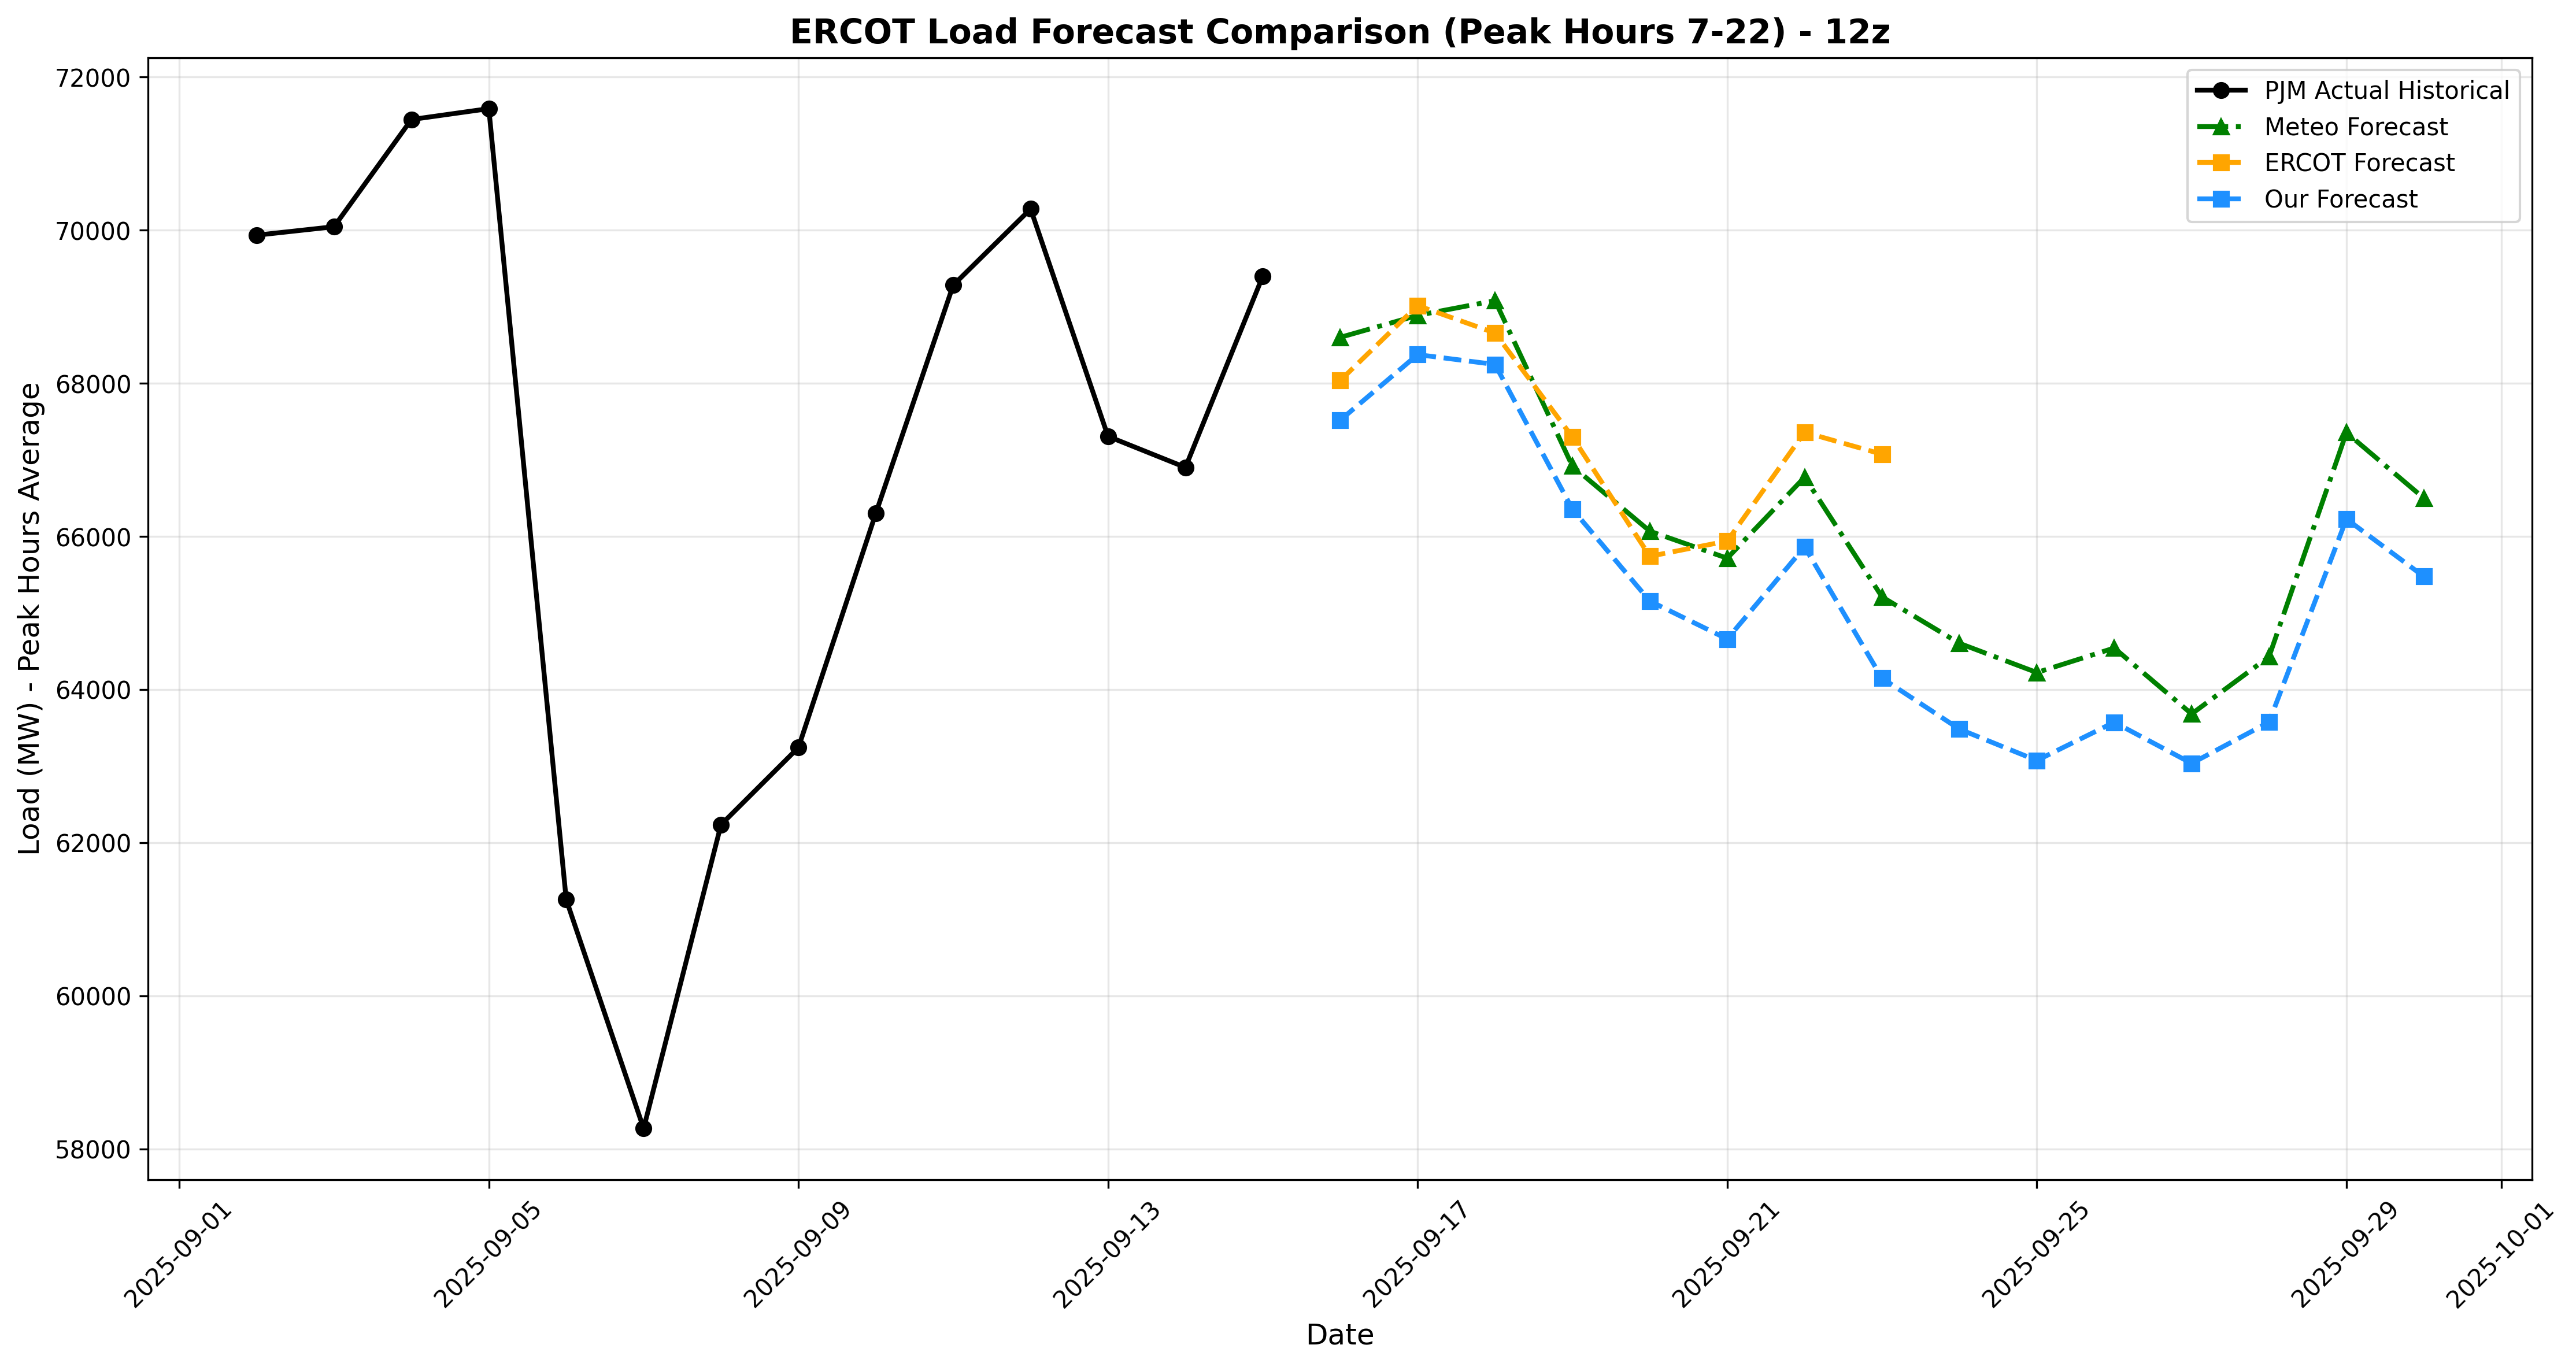 ERCOT Load Forecast Comparison (Peak Hours 7-22) - 12z
PJM Actual Historical
Meteo Forecast
ERCOT Forecast
Our Forecast
Load (MW) - Peak Hours Average
72000
70000
68000
66000
64000
62000
60000
58000
2025-09-01
2025-09-05
2025-09-09
2025-09-13
2025-09-17
2025-09-21
2025-09-25
2025-09-29
2025-10-01
Date